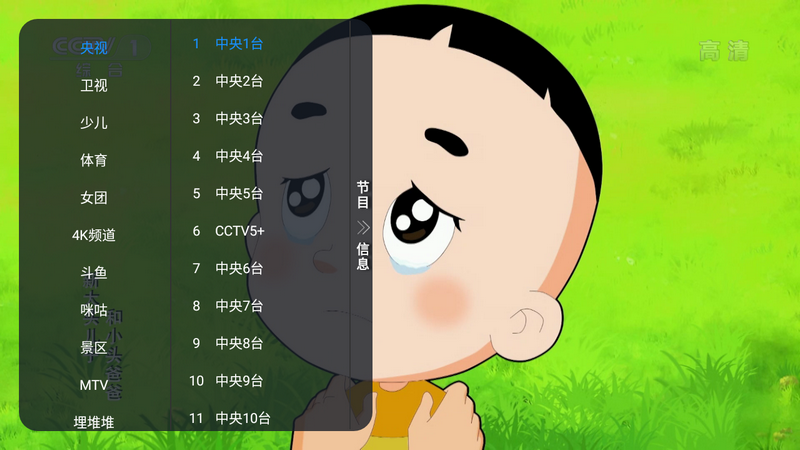 CCTV 1
综合
高清
央视
卫视
少儿
体育
女团
4K频道
斗鱼
咪咕
景区
MTV
埋堆堆
1 中央1台
2 中央2台
3 中央3台
4 中央4台
5 中央5台
6 CCTV5+
7 中央6台
8 中央7台
9 中央8台
10 中央9台
11 中央10台
节目
信息
新大头儿子
和小头爸爸